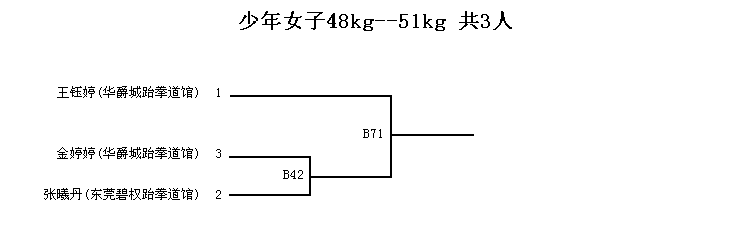 少年女子48kg--51kg 共3人
王钰婷(华爵城跆拳道馆) 1
B71
金婷婷(华爵城跆拳道馆) 3
B42
张曦丹(东莞碧权跆拳道馆) 2